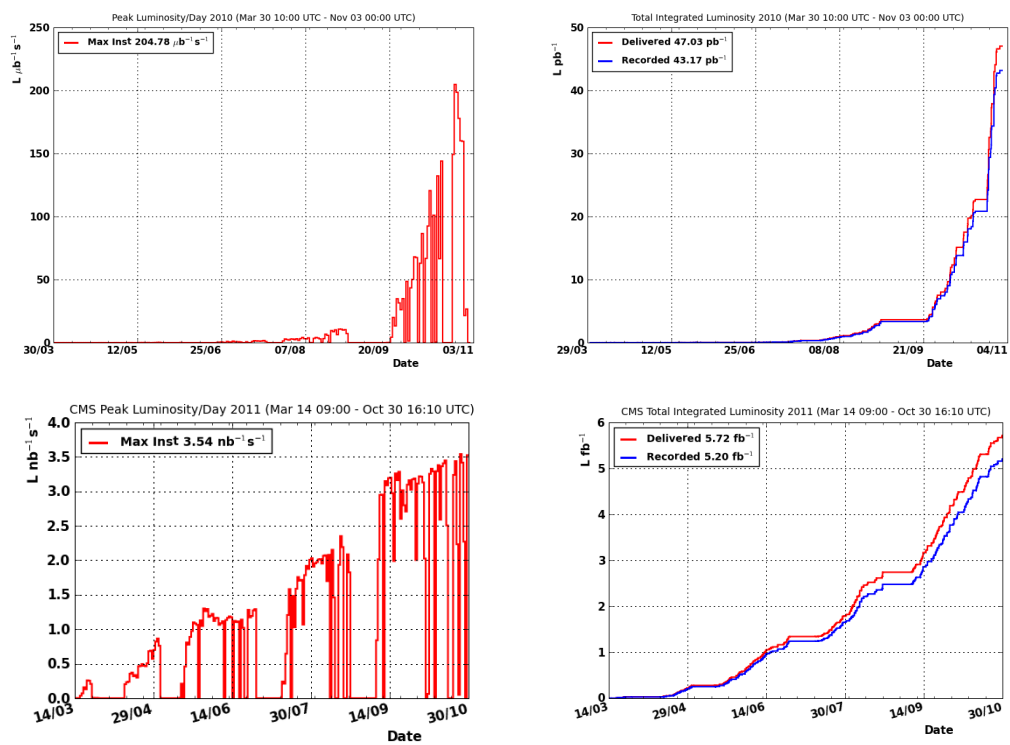 Peak Luminosity/Day 2010 (Mar 30 10:00 UTC - Nov 03 00:00 UTC)
Max Inst 204.78 μb⁻¹s⁻¹
L μb⁻¹s⁻¹
250
200
150
100
50
0
30/03 12/05 25/06 07/08 20/09 03/11
Date
Total Integrated Luminosity 2010 (Mar 30 10:00 UTC - Nov 03 00:00 UTC)
Delivered 47.03 pb⁻¹
Recorded 43.17 pb⁻¹
L pb⁻¹
50
40
30
20
10
0
29/03 12/05 25/06 08/08 21/09 04/11
Date
CMS Peak Luminosity/Day 2011 (Mar 14 09:00 - Oct 30 16:10 UTC)
Max Inst 3.54 nb⁻¹s⁻¹
L nb⁻¹s⁻¹
4.0
3.5
3.0
2.5
2.0
1.5
1.0
0.5
0.0
14/03 29/04 14/06 30/07 14/09 30/10
Date
CMS Total Integrated Luminosity 2011 (Mar 14 09:00 - Oct 30 16:10 UTC)
Delivered 5.72 fb⁻¹
Recorded 5.20 fb⁻¹
L fb⁻¹
6
5
4
3
2
1
0
14/03 29/04 14/06 30/07 14/09 30/10
Date